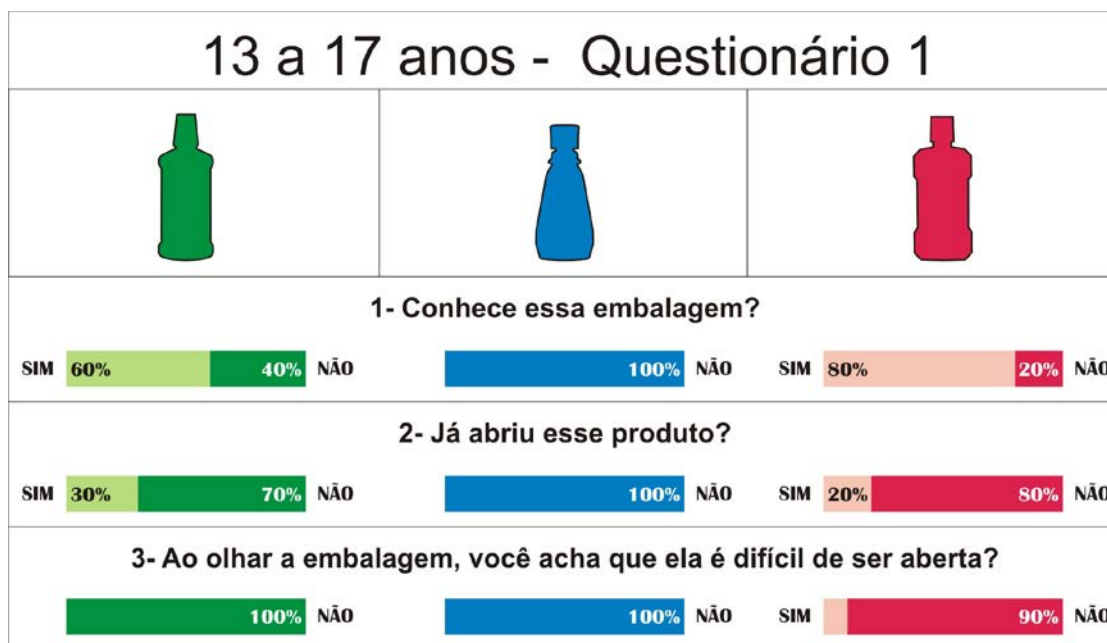 13 a 17 anos - Questionário 1
1- Conhece essa embalagem?
SIM 60% 40% NÃO 100% NÃO SIM 80% 20% NÃO
2- Já abriu esse produto?
SIM 30% 70% NÃO 100% NÃO SIM 20% 80% NÃO
3- Ao olhar a embalagem, você acha que ela é difícil de ser aberta?
100% NÃO 100% NÃO SIM 90% NÃO